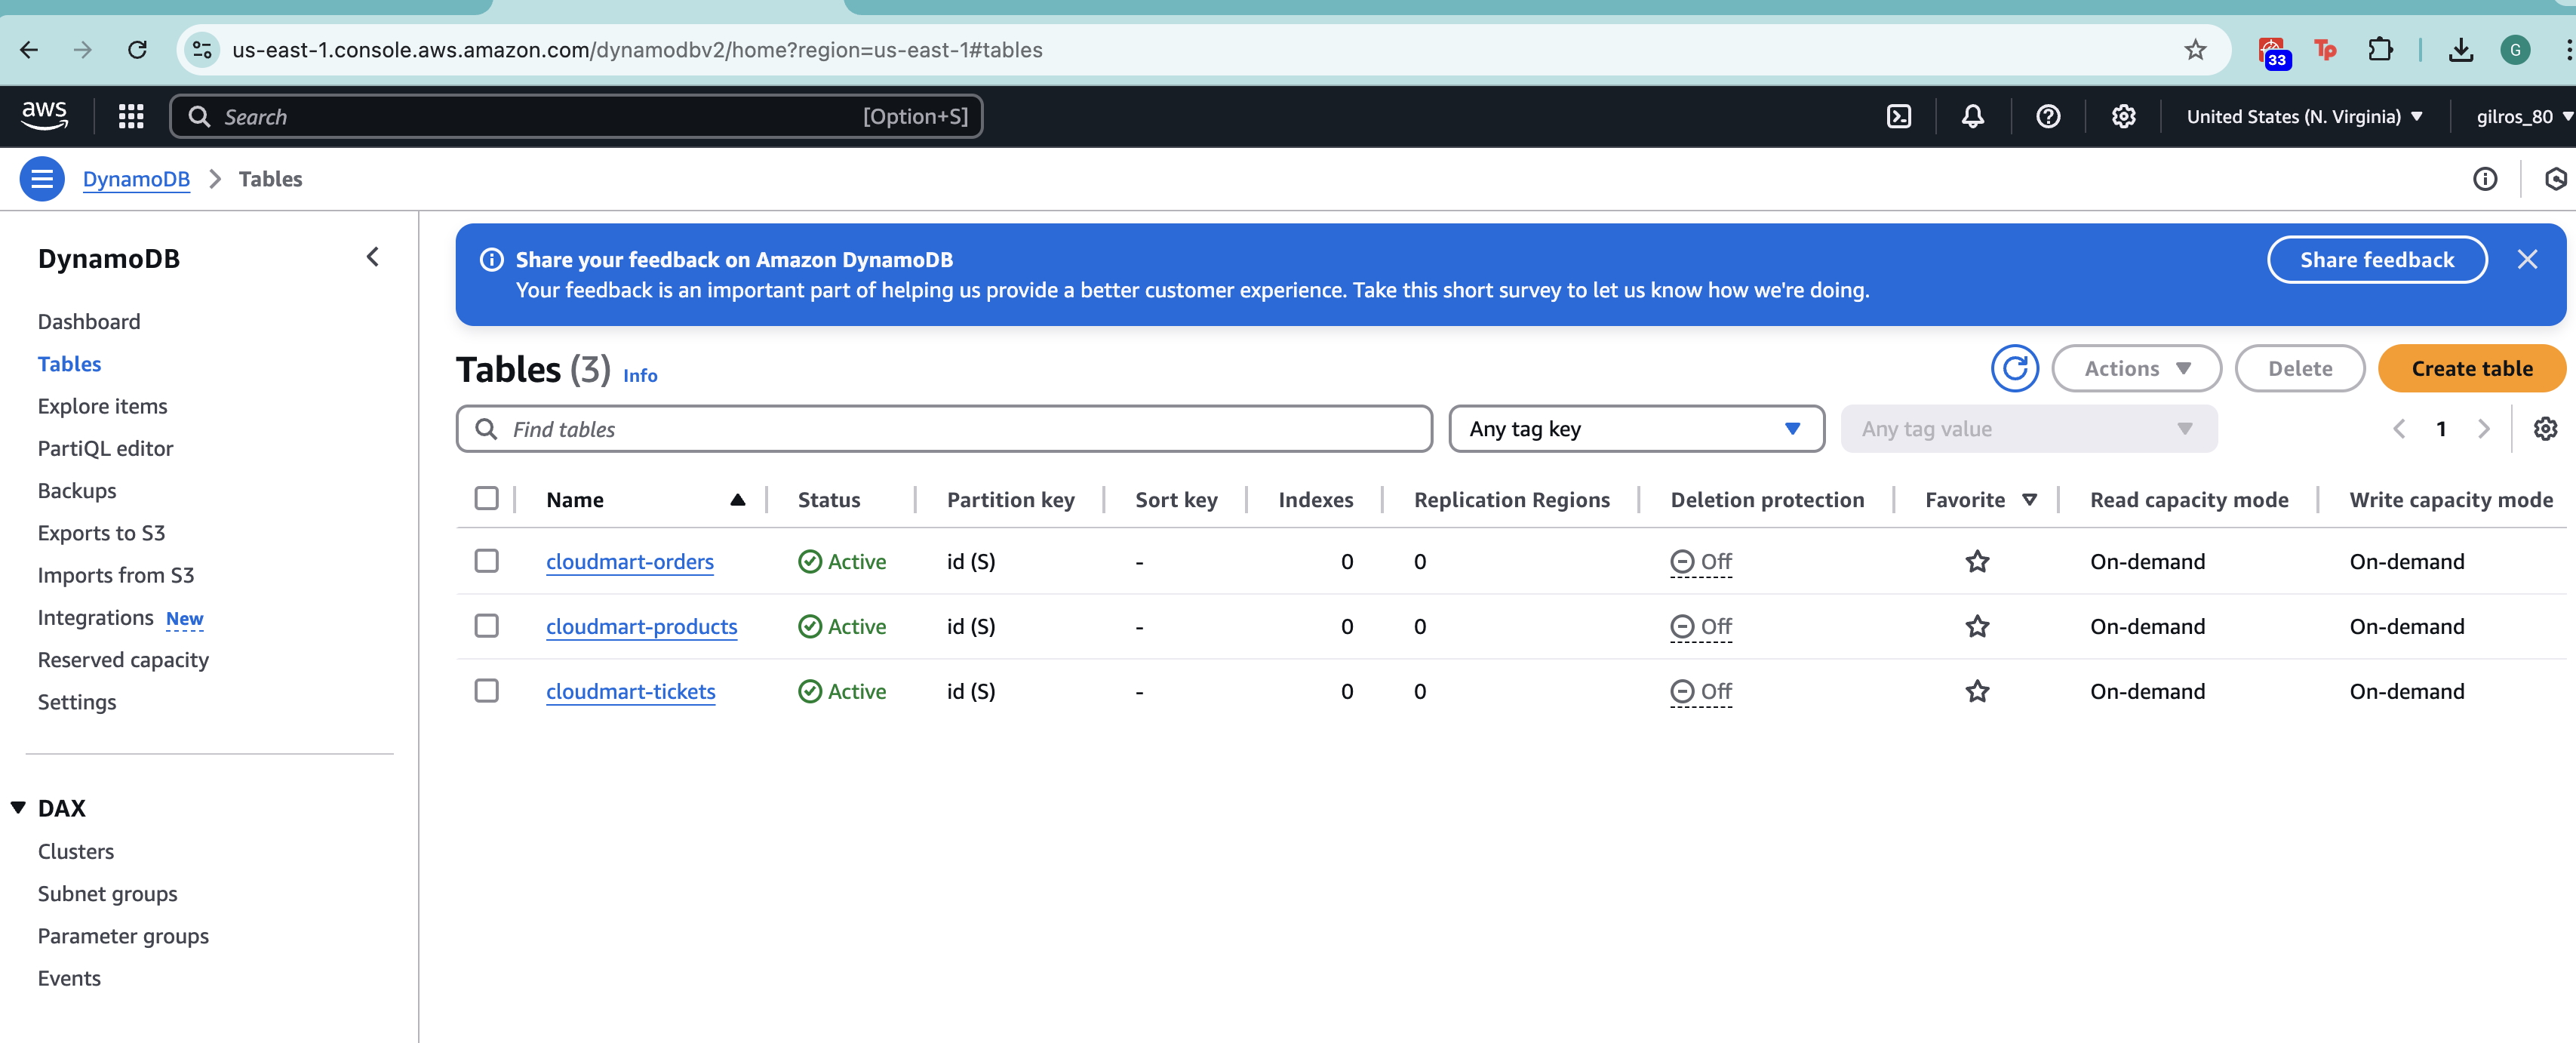 us-east-1.console.aws.amazon.com/dynamodbv2/home?region=us-east-1#tables
33
Tp
G
aws
Search
[Option+S]
United States (N. Virginia)
gilros_80
DynamoDB
Tables
DynamoDB
Dashboard
Tables
Explore items
PartiQL editor
Backups
Exports to S3
Imports from S3
Integrations New
Reserved capacity
Settings
DAX
Clusters
Subnet groups
Parameter groups
Events
Share your feedback on Amazon DynamoDB
Your feedback is an important part of helping us provide a better customer experience. Take this short survey to let us know how we're doing.
Share feedback
Tables (3) Info
Actions
Delete
Create table
Find tables
Any tag key
Any tag value
1
Name Status Partition key Sort key Indexes Replication Regions Deletion protection Favorite Read capacity mode Write capacity mode
cloudmart-orders Active id (S) - 0 0 Off On-demand On-demand
cloudmart-products Active id (S) - 0 0 Off On-demand On-demand
cloudmart-tickets Active id (S) - 0 0 Off On-demand On-demand